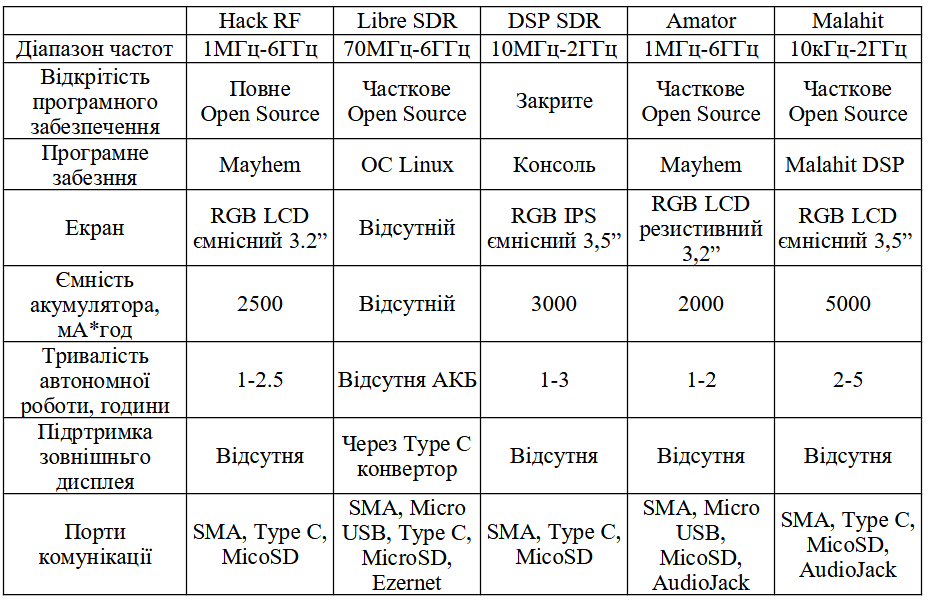 Hack RF Libre SDR DSP SDR Amator Malahit
Діапазон частот 1МГц-6ГГц 70МГц-6ГГц 10МГц-2ГГц 1МГц-6ГГц 10кГц-2ГГц
Відкрітість
програмного
забезпечення
Повне
Open Source
Часткове
Open Source
Закрите
Часткове
Open Source
Часткове
Open Source
Програмне
забезння
Mayhem
ОС Linux
Консоль
Mayhem
Malahit DSP
Екран
RGB LCD
ємнісний 3.2”
Відсутній
RGB IPS
ємнісний 3,5”
RGB LCD
резистивний
3,2”
RGB LCD
ємнісний 3,5”
Ємність
акумулятора,
мА*год
2500
Відсутній
3000
2000
5000
Тривалість
автономної
роботи, години
1-2.5
Відсутня АКБ
1-3
1-2
2-5
Підртримка
зовнішньго
дисплея
Відсутня
Через Type C
конвертор
Відсутня
Відсутня
Відсутня
Порти
комунікації
SMA, Type C,
MicoSD
SMA, Micro
USB, Type C,
MicroSD,
Ezernet
SMA, Type C,
MicoSD
SMA, Micro
USB,
MicoSD,
AudioJack
SMA, Type C,
MicoSD,
AudioJack